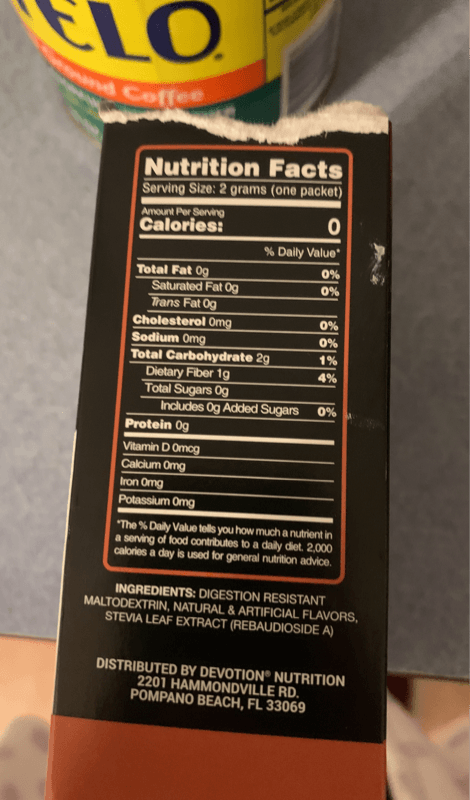 ELO
Ground Coffee
Nutrition Facts
Serving Size: 2 grams (one packet)
Amount Per Serving
Calories: 0
% Daily Value*
Total Fat 0g 0%
Saturated Fat 0g 0%
Trans Fat 0g
Cholesterol 0mg 0%
Sodium 0mg 0%
Total Carbohydrate 2g 1%
Dietary Fiber 1g 4%
Total Sugars 0g
Includes 0g Added Sugars 0%
Protein 0g
Vitamin D 0mcg
Calcium 0mg
Iron 0mg
Potassium 0mg
*The % Daily Value tells you how much a nutrient in
a serving of food contributes to a daily diet. 2,000
calories a day is used for general nutrition advice.
INGREDIENTS: DIGESTION RESISTANT
MALTODEXTRIN, NATURAL & ARTIFICIAL FLAVORS,
STEVIA LEAF EXTRACT (REBAUDIOSIDE A)
DISTRIBUTED BY DEVOTION® NUTRITION
2201 HAMMONDVILLE RD.
POMPANO BEACH, FL 33069